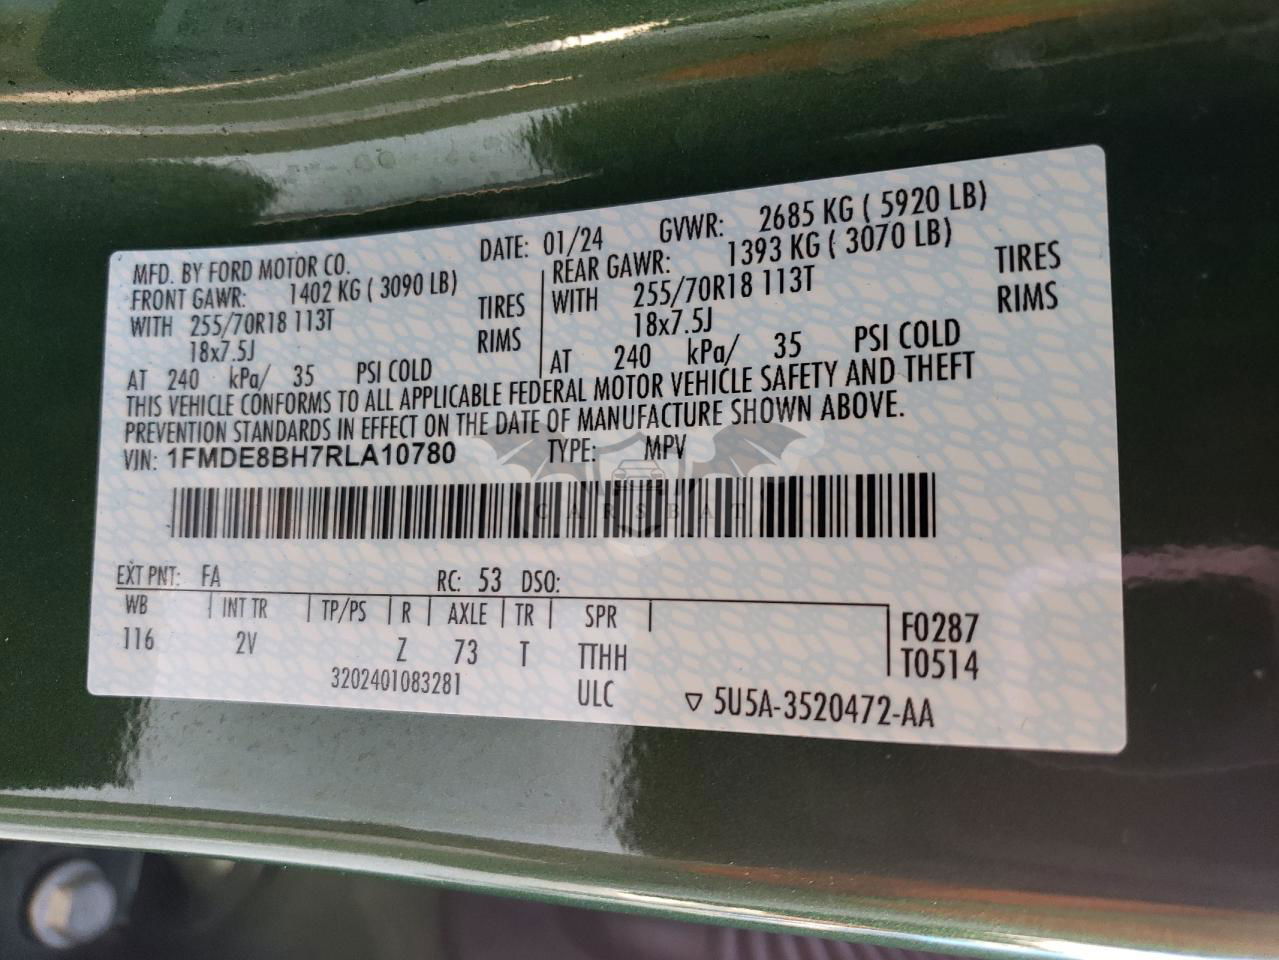 MFD. BY FORD MOTOR CO. DATE: 01/24 GVWR: 2685 KG ( 5920 LB)
FRONT GAWR: 1402 KG ( 3090 LB) REAR GAWR: 1393 KG ( 3070 LB)
WITH 255/70R18 113T TIRES WITH 255/70R18 113T TIRES
18x7.5J RIMS 18x7.5J RIMS
AT 240 kPa/ 35 PSI COLD AT 240 kPa/ 35 PSI COLD
THIS VEHICLE CONFORMS TO ALL APPLICABLE FEDERAL MOTOR VEHICLE SAFETY AND THEFT
PREVENTION STANDARDS IN EFFECT ON THE DATE OF MANUFACTURE SHOWN ABOVE.
VIN: 1FMDE8BH7RLA10780 TYPE: MPV
CARSBAT
EXT PNT: FA RC: 53 DSO:
WB INT TR TP/PS R AXLE TR SPR F0287
116 2V Z 73 T TTHH T0514
3202401083281 ULC ▽ 5U5A-3520472-AA